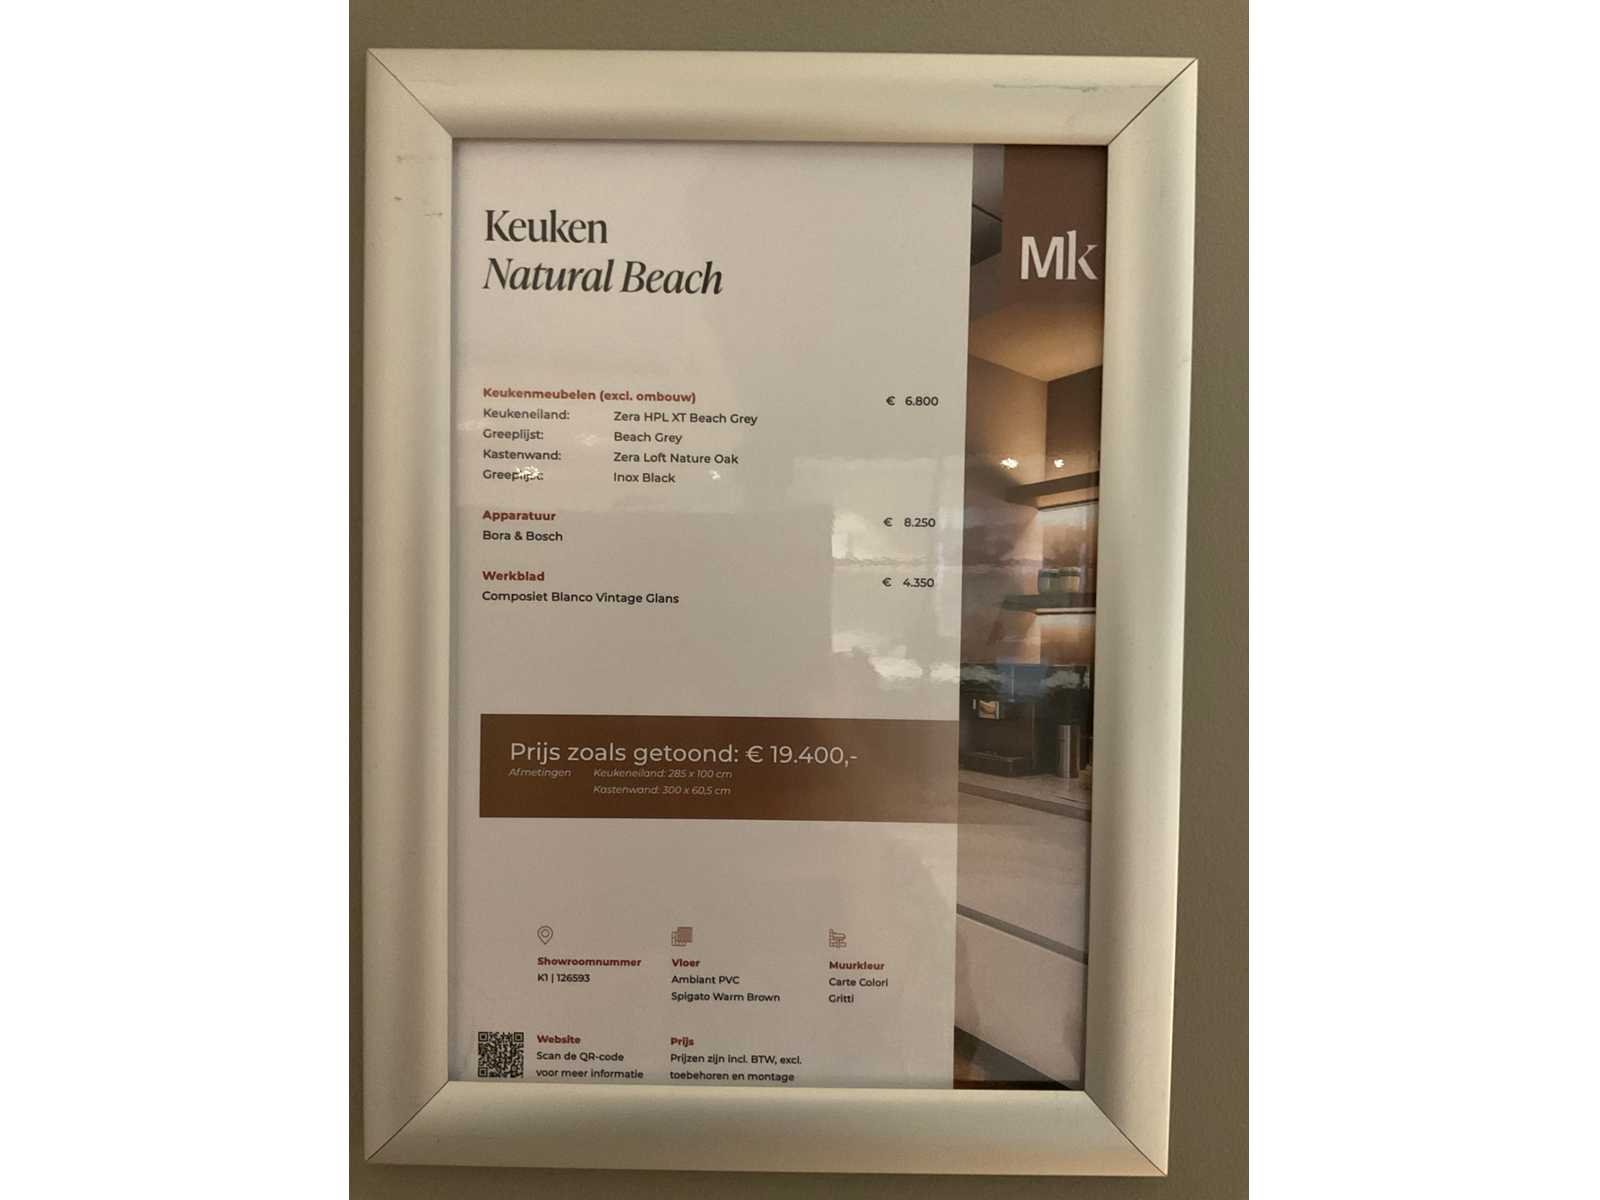 Keuken
Natural Beach
Mk
Keukenmeubelen (excl. ombouw) € 6.800
Keukeneiland: Zera HPL XT Beach Grey
Greeplijst: Beach Grey
Kastenwand: Zera Loft Nature Oak
Greeplijst: Inox Black
Apparatuur € 8.250
Bora & Bosch
Werkblad € 4.350
Composiet Blanco Vintage Glans
Prijs zoals getoond: € 19.400,-
Afmetingen Keukeneiland: 285 x 100 cm
Kastenwand: 300 x 60,5 cm
Showroomnummer
K1 | 126593
Vloer
Ambiant PVC
Spigato Warm Brown
Muurkleur
Carte Colori
Gritti
Website
Scan de QR-code
voor meer informatie
Prijs
Prijzen zijn incl. BTW, excl.
toebehoren en montage